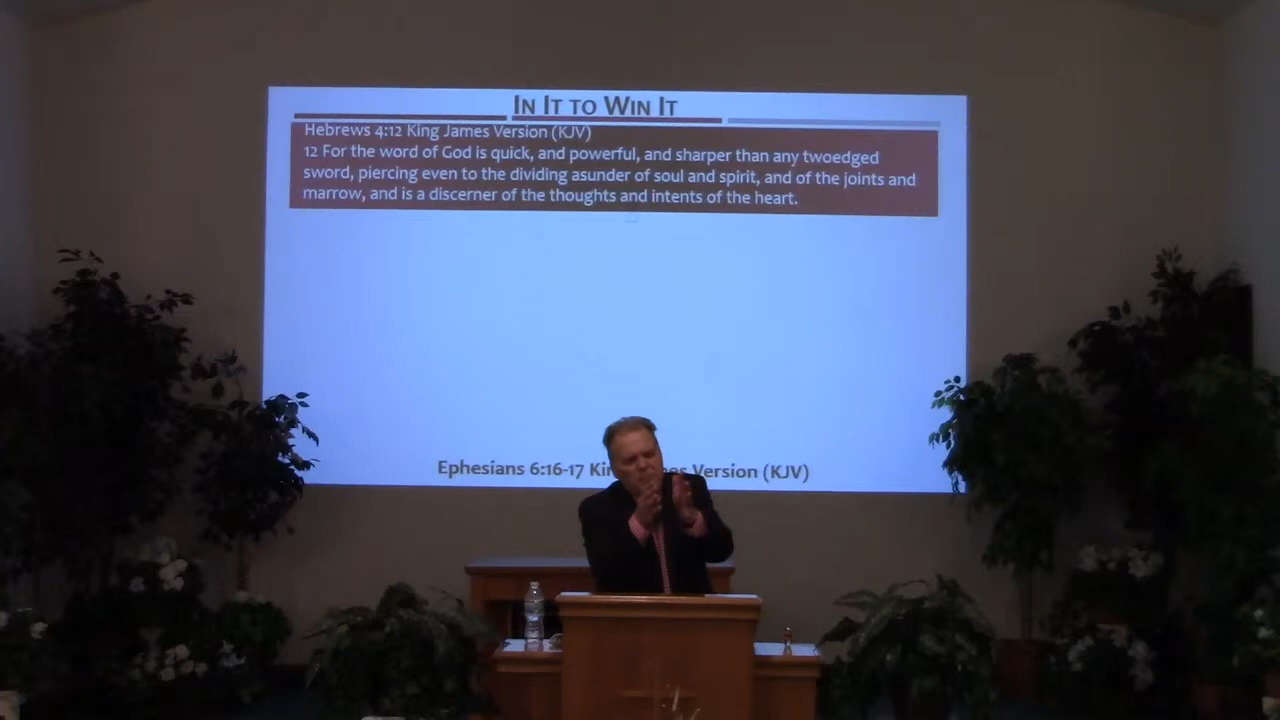 IN IT TO WIN IT
Hebrews 4:12 King James Version (KJV)
12 For the word of God is quick, and powerful, and sharper than any twoedged
sword, piercing even to the dividing asunder of soul and spirit, and of the joints and
marrow, and is a discerner of the thoughts and intents of the heart.
Ephesians 6:16-17 King James Version (KJV)